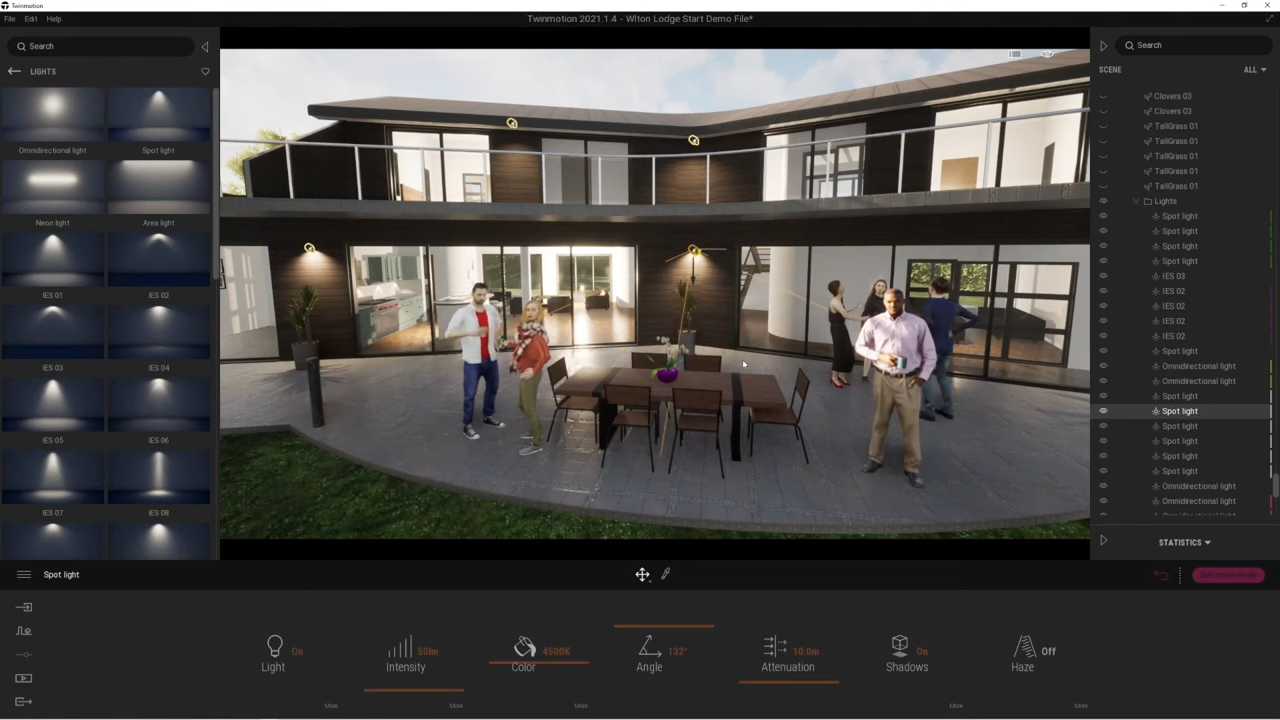 Twinmotion
File Edit Help
Twinmotion 2021.1.4 - Wlton Lodge Start Demo File*
Search
LIGHTS
Omnidirectional light
Spot light
Neon light
Area light
IES 01
IES 02
IES 03
IES 04
IES 05
IES 06
IES 07
IES 08
Search
SCENE
ALL
Clovers 03
Clovers 03
TallGrass 01
TallGrass 01
TallGrass 01
TallGrass 01
TallGrass 01
Lights
Spot light
Spot light
Spot light
Spot light
IES 03
IES 02
IES 02
IES 02
IES 02
Spot light
Omnidirectional light
Omnidirectional light
Spot light
Spot light
Spot light
Spot light
Spot light
Spot light
Omnidirectional light
Omnidirectional light
STATISTICS
Spot light
On
Light
50lm
Intensity
4500K
Color
132°
Angle
10.0m
Attenuation
On
Shadows
Off
Haze
More
More
More
More
More